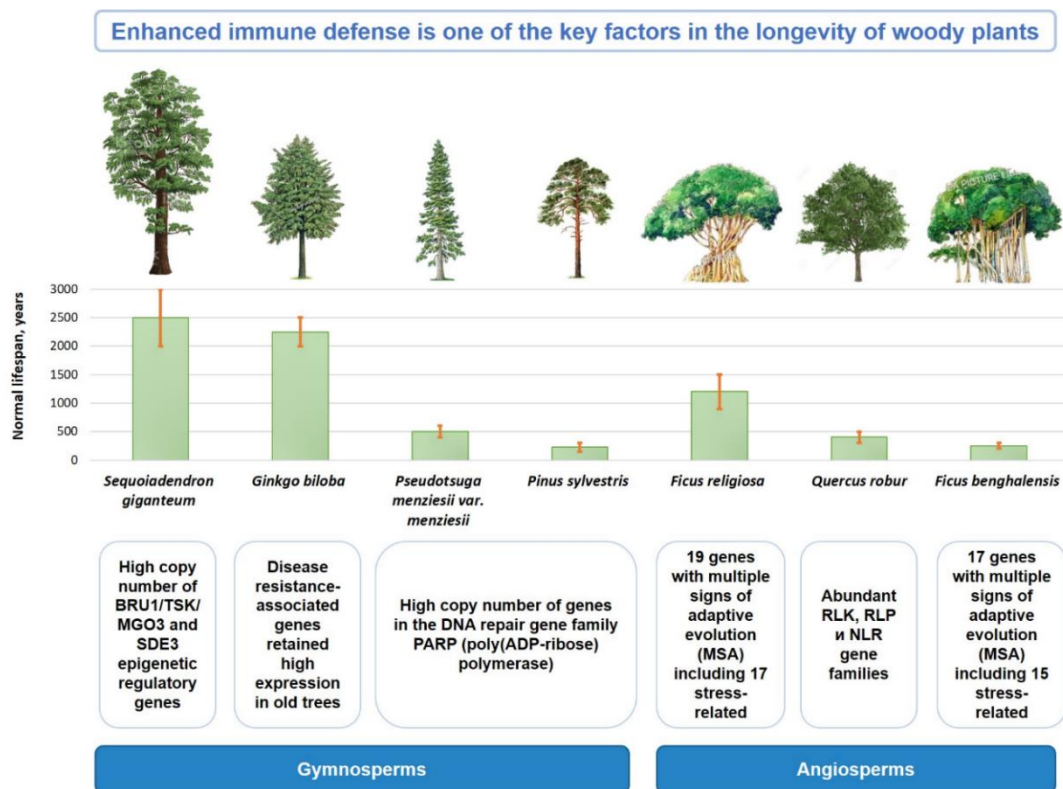 Enhanced immune defense is one of the key factors in the longevity of woody plants
Normal lifespan, years
3000
2500
2000
1500
1000
500
0
Sequoiadendron
giganteum
Ginkgo biloba
Pseudotsuga
menziesii var.
menziesii
Pinus sylvestris
Ficus religiosa
Quercus robur
Ficus benghalensis
High copy
number of
BRU1/TSK/
MGO3 and
SDE3
epigenetic
regulatory
genes
Disease
resistance-
associated
genes
retained
high
expression
in old trees
High copy number of genes
in the DNA repair gene family
PARP (poly(ADP-ribose)
polymerase)
19 genes
with multiple
signs of
adaptive
evolution
(MSA)
including 17
stress-
related
Abundant
RLK, RLP
и NLR
gene
families
17 genes with
multiple signs
of adaptive
evolution
(MSA)
including 15
stress-
related
Gymnosperms
Angiosperms